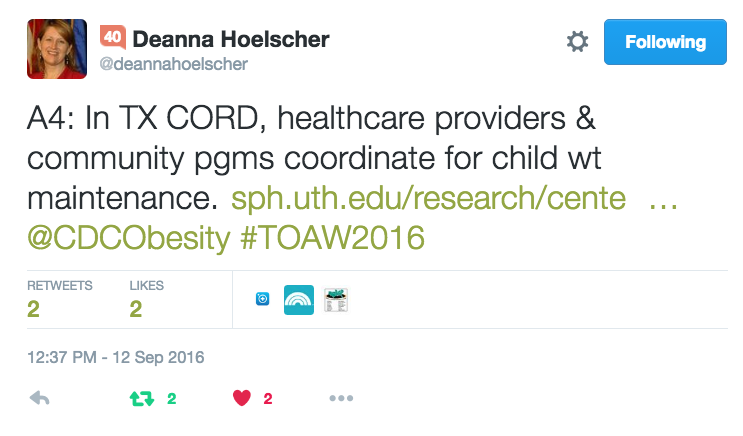 40 Deanna Hoelscher
@deannahoelscher
Following
A4: In TX CORD, healthcare providers &
community pgms coordinate for child wt
maintenance. sph.uth.edu/research/cente …
@CDCObesity #TOAW2016
RETWEETS LIKES
2 2
12:37 PM - 12 Sep 2016
2 2